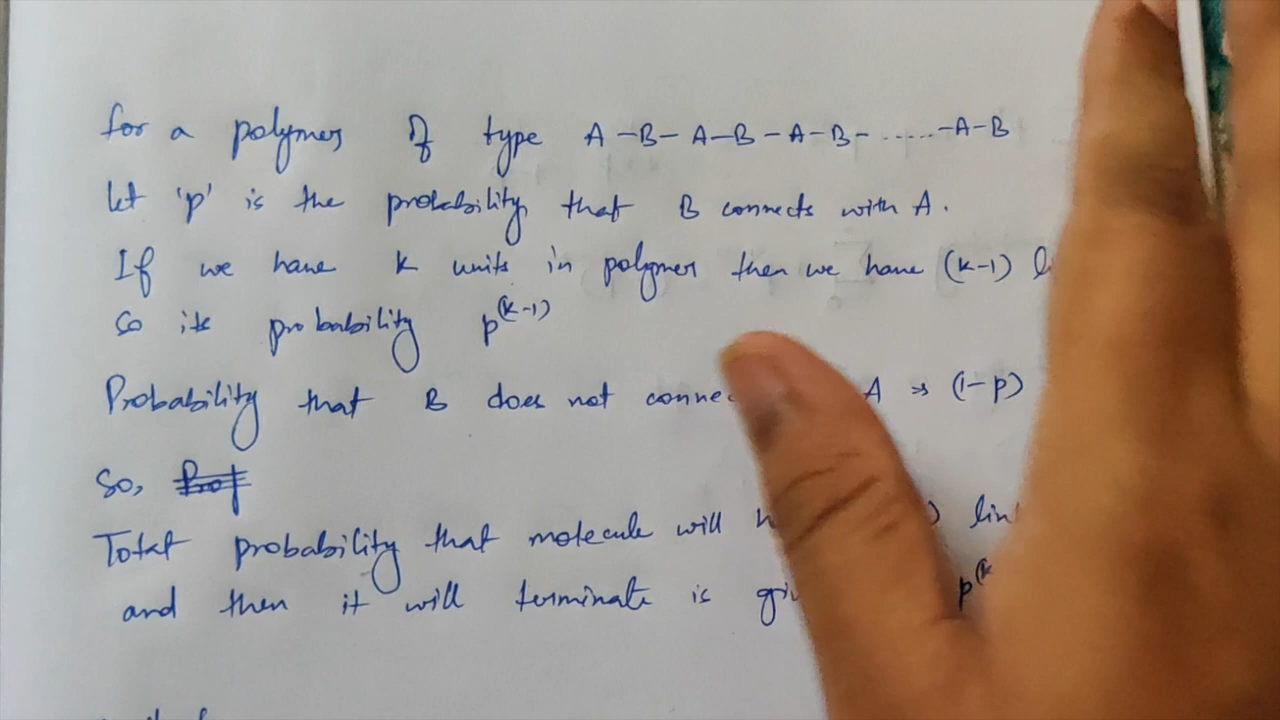 for a polymer of type A-B-A-B-A-B-......-A-B
let 'p' is the probability that B connects with A.
If we have k units in polymer then we have (k-1)
So its probability p^(k-1)
Probability that B does not A ⇒ (1-p)
So,
Total probability that molecule will
and then it will terminate is